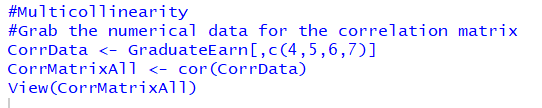 #Multicollinearity
#Grab the numerical data for the correlation matrix
CorrData <- GraduateEarn[,c(4,5,6,7)]
CorrMatrixAll <- cor(CorrData)
View(CorrMatrixAll)